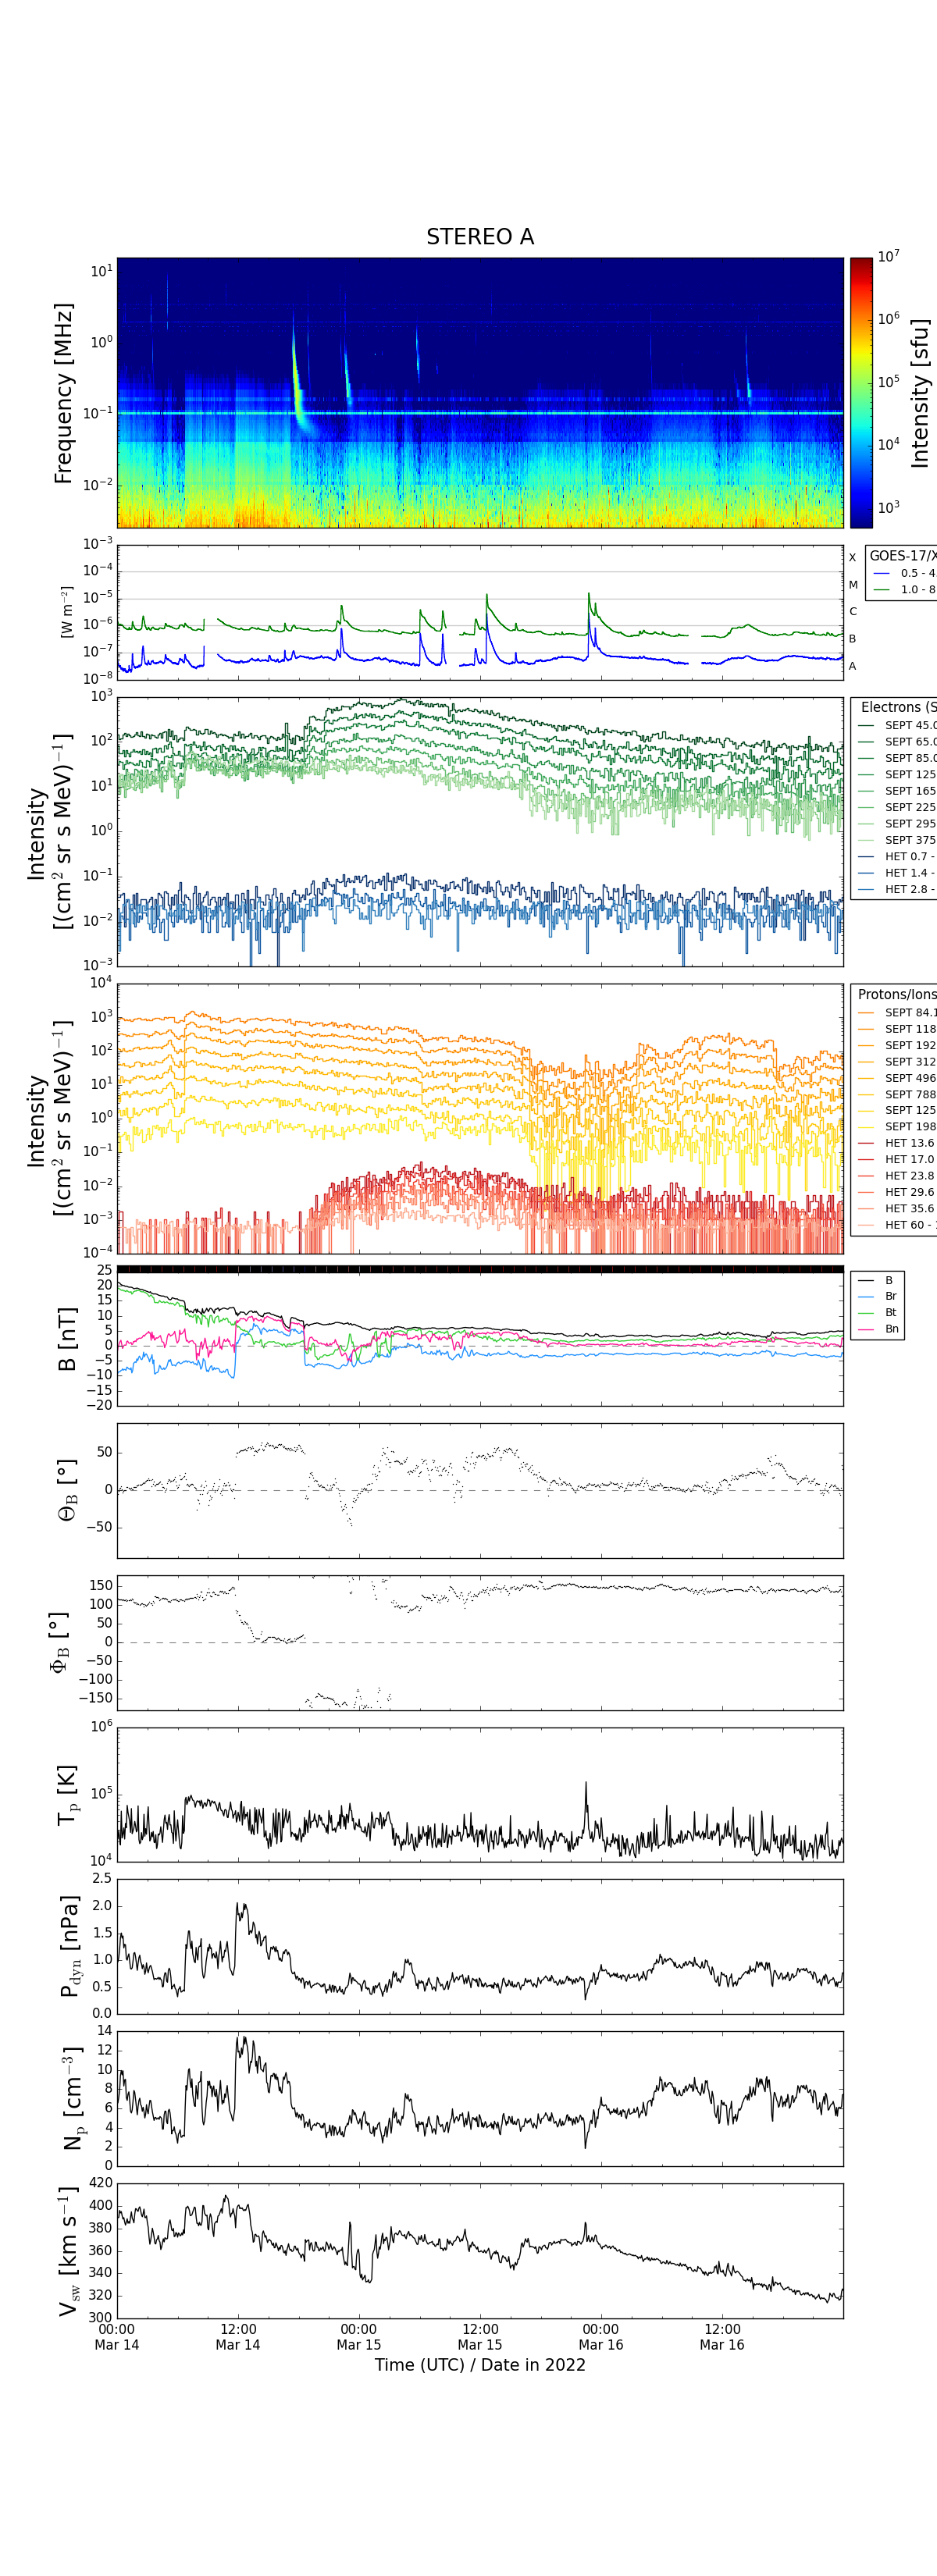 STEREO A
Frequency [MHz]
10¹
10⁰
10⁻¹
10⁻²
10⁷
10⁶
10⁵
10⁴
10³
Intensity [sfu]
[W m⁻²]
10⁻³
10⁻⁴
10⁻⁵
10⁻⁶
10⁻⁷
10⁻⁸
X
M
C
B
A
GOES-17/X
0.5 - 4
1.0 - 8
Intensity
[(cm² sr s MeV)⁻¹]
10³
10²
10¹
10⁰
10⁻¹
10⁻²
10⁻³
Electrons (S
SEPT 45.0
SEPT 65.0
SEPT 85.0
SEPT 125
SEPT 165
SEPT 225
SEPT 295
SEPT 375
HET 0.7 -
HET 1.4 -
HET 2.8 -
Intensity
[(cm² sr s MeV)⁻¹]
10⁴
10³
10²
10¹
10⁰
10⁻¹
10⁻²
10⁻³
10⁻⁴
Protons/Ions
SEPT 84.1
SEPT 118
SEPT 192
SEPT 312
SEPT 496
SEPT 788
SEPT 125
SEPT 198
HET 13.6
HET 17.0
HET 23.8
HET 29.6
HET 35.6
HET 60 -
B [nT]
25
20
15
10
5
0
−5
−10
−15
−20
B
Br
Bt
Bn
Θ_B [°]
50
0
−50
Φ_B [°]
150
100
50
0
−50
−100
−150
T_p [K]
10⁶
10⁵
10⁴
P_dyn [nPa]
2.5
2.0
1.5
1.0
0.5
0.0
N_p [cm⁻³]
14
12
10
8
6
4
2
0
V_sw [km s⁻¹]
420
400
380
360
340
320
300
00:00 12:00 00:00 12:00 00:00 12:00
Mar 14 Mar 14 Mar 15 Mar 15 Mar 16 Mar 16
Time (UTC) / Date in 2022